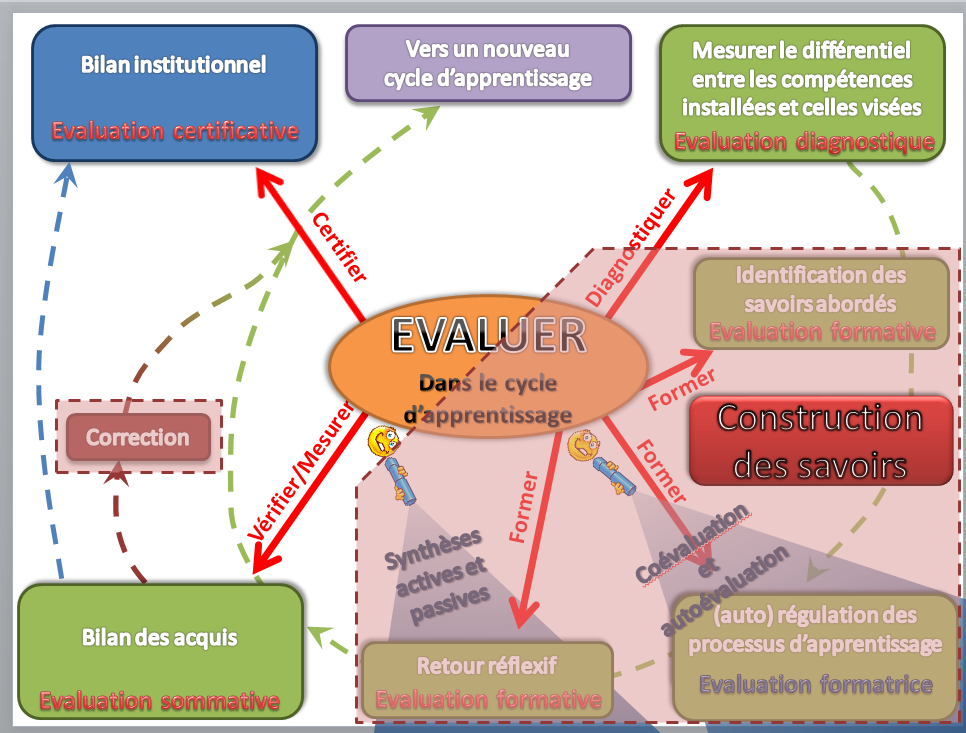 Bilan institutionnel
Evaluation certificative
Vers un nouveau
cycle d'apprentissage
Mesurer le différentiel
entre les compétences
installées et celles visées
Evaluation diagnostique
Certifier
Diagnostiquer
Identification des
savoirs abordés
Evaluation formative
EVALUER
Dans le cycle
d'apprentissage
Former
Construction
des savoirs
Correction
Vérifier/Mesurer
Former
Former
Synthèses
actives et
passives
Coévaluation
et
autoévaluation
Bilan des acquis
Evaluation sommative
Retour réflexif
Evaluation formative
(auto) régulation des
processus d'apprentissage
Evaluation formatrice